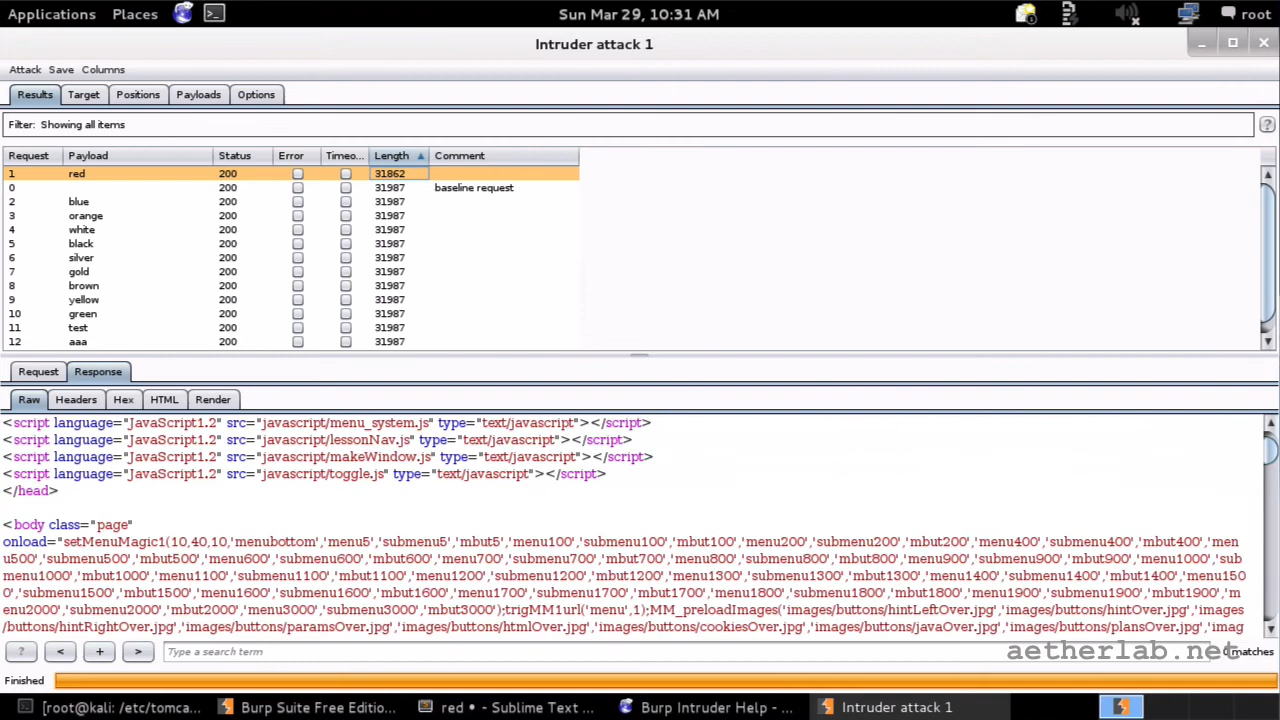 Applications Places Sun Mar 29, 10:31 AM root
Intruder attack 1
Attack Save Columns
Results Target Positions Payloads Options
Filter: Showing all items ?
Request Payload Status Error Timeo... Length Comment
1 red 200 31862
0 200 31987 baseline request
2 blue 200 31987
3 orange 200 31987
4 white 200 31987
5 black 200 31987
6 silver 200 31987
7 gold 200 31987
8 brown 200 31987
9 yellow 200 31987
10 green 200 31987
11 test 200 31987
12 aaa 200 31987
Request Response
Raw Headers Hex HTML Render
<script language="JavaScript1.2" src="javascript/menu_system.js" type="text/javascript"></script>
<script language="JavaScript1.2" src="javascript/lessonNav.js" type="text/javascript"></script>
<script language="JavaScript1.2" src="javascript/makeWindow.js" type="text/javascript"></script>
<script language="JavaScript1.2" src="javascript/toggle.js" type="text/javascript"></script>
</head>
<body class="page"
onload="setMenuMagic1(10,40,10,'menubottom','menu5','submenu5','mbut5','menu100','submenu100','mbut100','menu200','submenu200','mbut200','menu400','submenu400','mbut400','men
u500','submenu500','mbut500','menu600','submenu600','mbut600','menu700','submenu700','mbut700','menu800','submenu800','mbut800','menu900','submenu900','mbut900','menu1000','sub
menu1000','mbut1000','menu1100','submenu1100','mbut1100','menu1200','submenu1200','mbut1200','menu1300','submenu1300','mbut1300','menu1400','submenu1400','mbut1400','menu150
0','submenu1500','mbut1500','menu1600','submenu1600','mbut1600','menu1700','submenu1700','mbut1700','menu1800','submenu1800','mbut1800','menu1900','submenu1900','mbut1900','m
enu2000','submenu2000','mbut2000','menu3000','submenu3000','mbut3000');trigMM1url('menu',1);MM_preloadImages('images/buttons/hintLeftOver.jpg','images/buttons/hintOver.jpg','images
/buttons/hintRightOver.jpg','images/buttons/paramsOver.jpg','images/buttons/htmlOver.jpg','images/buttons/cookiesOver.jpg','images/buttons/javaOver.jpg','images/buttons/plansOver.jpg','imag
? < + > Type a search term 0 matches
aetherlab.net
Finished
[root@kali: /etc/tomca... Burp Suite Free Editio... red • - Sublime Text ... Burp Intruder Help - ... Intruder attack 1